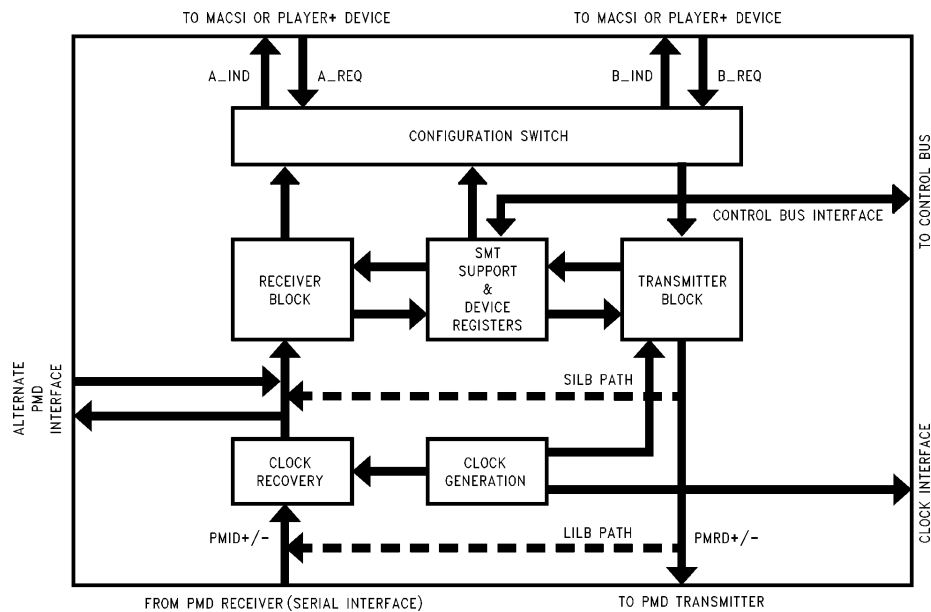 TO MACSI OR PLAYER+ DEVICE
TO MACSI OR PLAYER+ DEVICE
A_IND
A_REQ
B_IND
B_REQ
CONFIGURATION SWITCH
TO CONTROL BUS
CONTROL BUS INTERFACE
RECEIVER
BLOCK
SMT
SUPPORT
&
DEVICE
REGISTERS
TRANSMITTER
BLOCK
ALTERNATE
PMD
INTERFACE
SILB PATH
CLOCK
RECOVERY
CLOCK
GENERATION
CLOCK INTERFACE
PMID+/-
LILB PATH
PMRD+/-
FROM PMD RECEIVER (SERIAL INTERFACE)
TO PMD TRANSMITTER